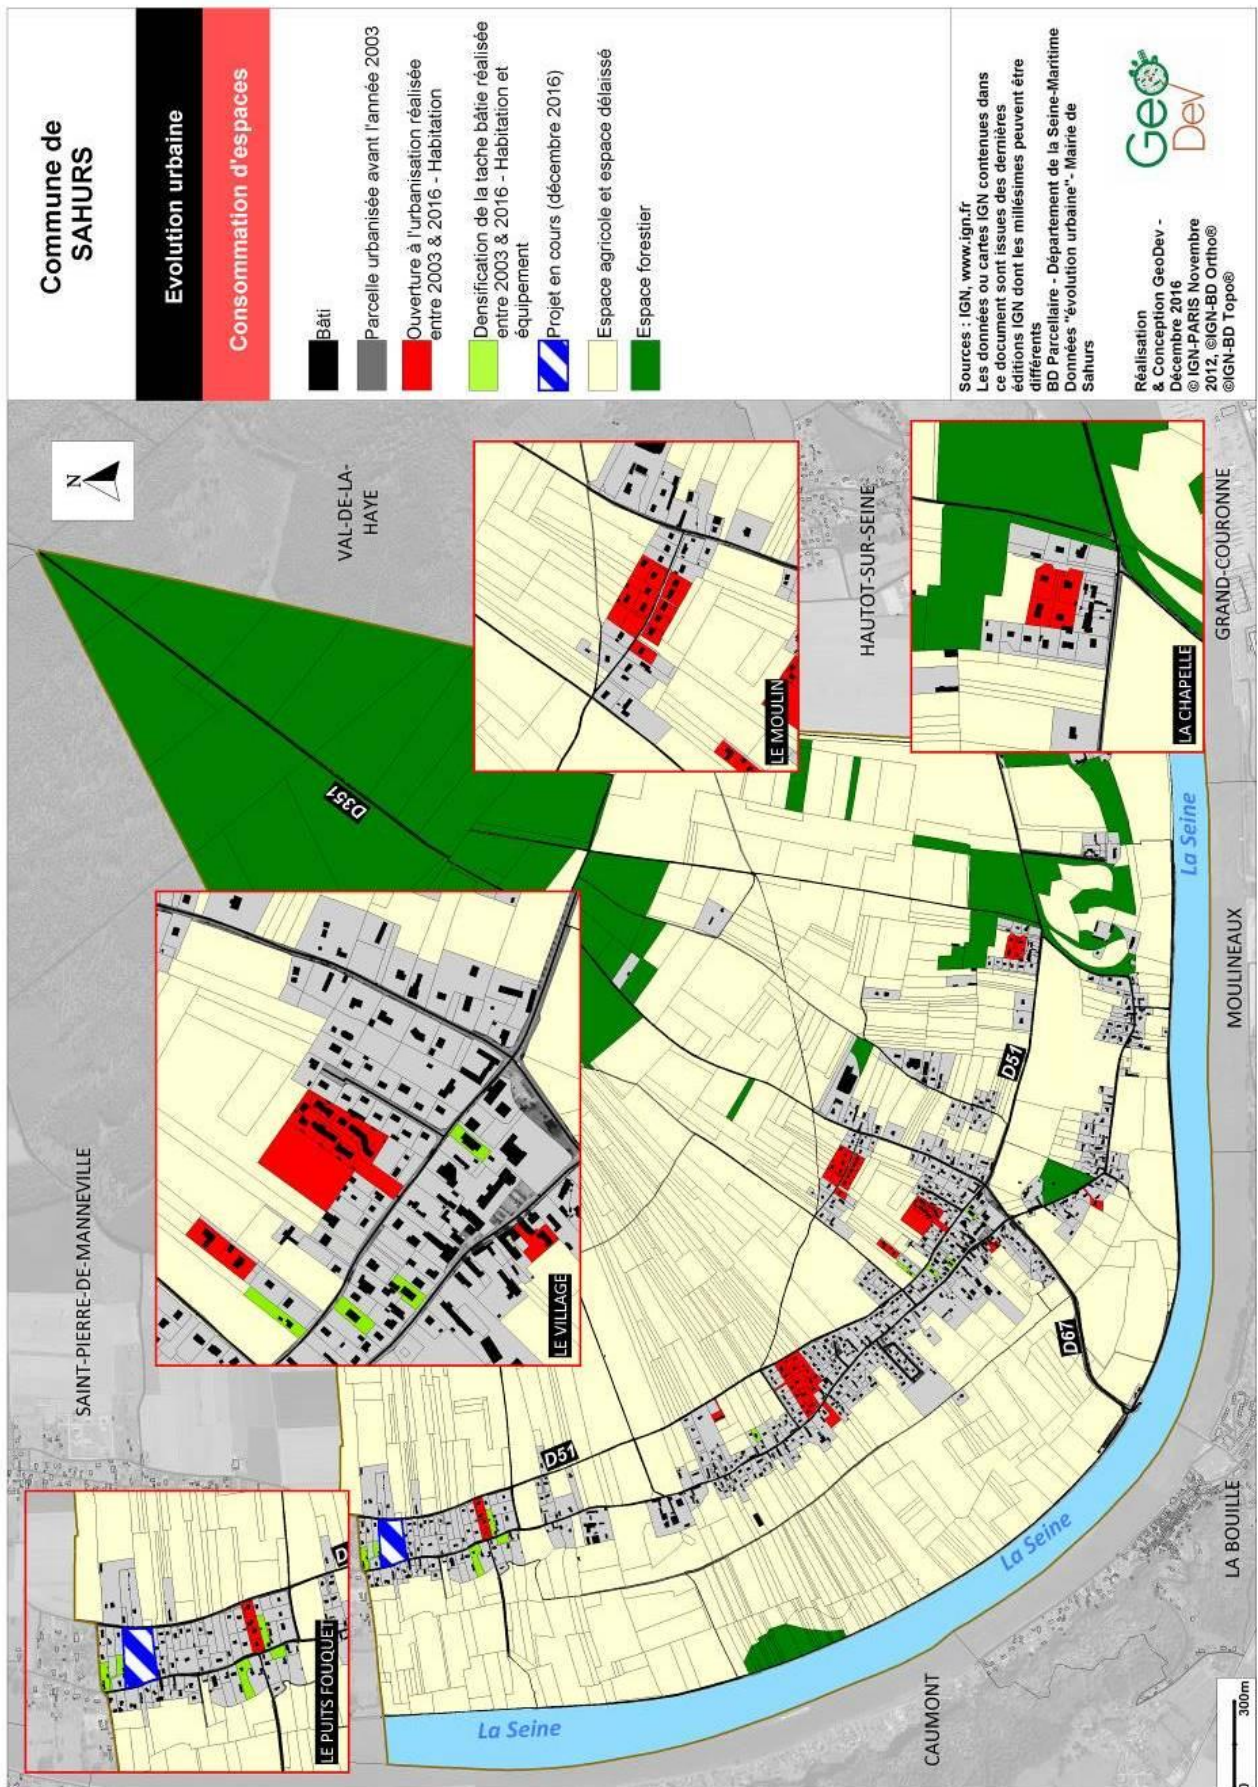 Commune de
SAHURS
Evolution urbaine
Consommation d'espaces
Bâti
Parcelle urbanisée avant l'année 2003
Ouverture à l'urbanisation réalisée
entre 2003 & 2016 - Habitation
Densification de la tache bâtie réalisée
entre 2003 & 2016 - Habitation et
équipement
Projet en cours (décembre 2016)
Espace agricole et espace délaissé
Espace forestier
Sources : IGN, www.ign.fr
Les données ou cartes IGN contenues dans
ce document sont issues des dernières
éditions IGN dont les millésimes peuvent être
différents
BD Parcellaire - Département de la Seine-Maritime
Données "évolution urbaine"- Mairie de
Sahurs
Réalisation
& Conception GeoDev -
Décembre 2016
© IGN-PARIS Novembre
2012, ©IGN-BD Ortho®
©IGN-BD Topo®
Geo
Dev
N
SAINT-PIERRE-DE-MANNEVILLE
VAL-DE-LA-
HAYE
D351
LE VILLAGE
LE MOULIN
HAUTOT-SUR-SEINE
LA CHAPELLE
GRAND-COURONNE
LE PUITS FOUQUET
D
D51
D51
D67
La Seine
La Seine
La Seine
MOULINEAUX
LA BOUILLE
CAUMONT
300m